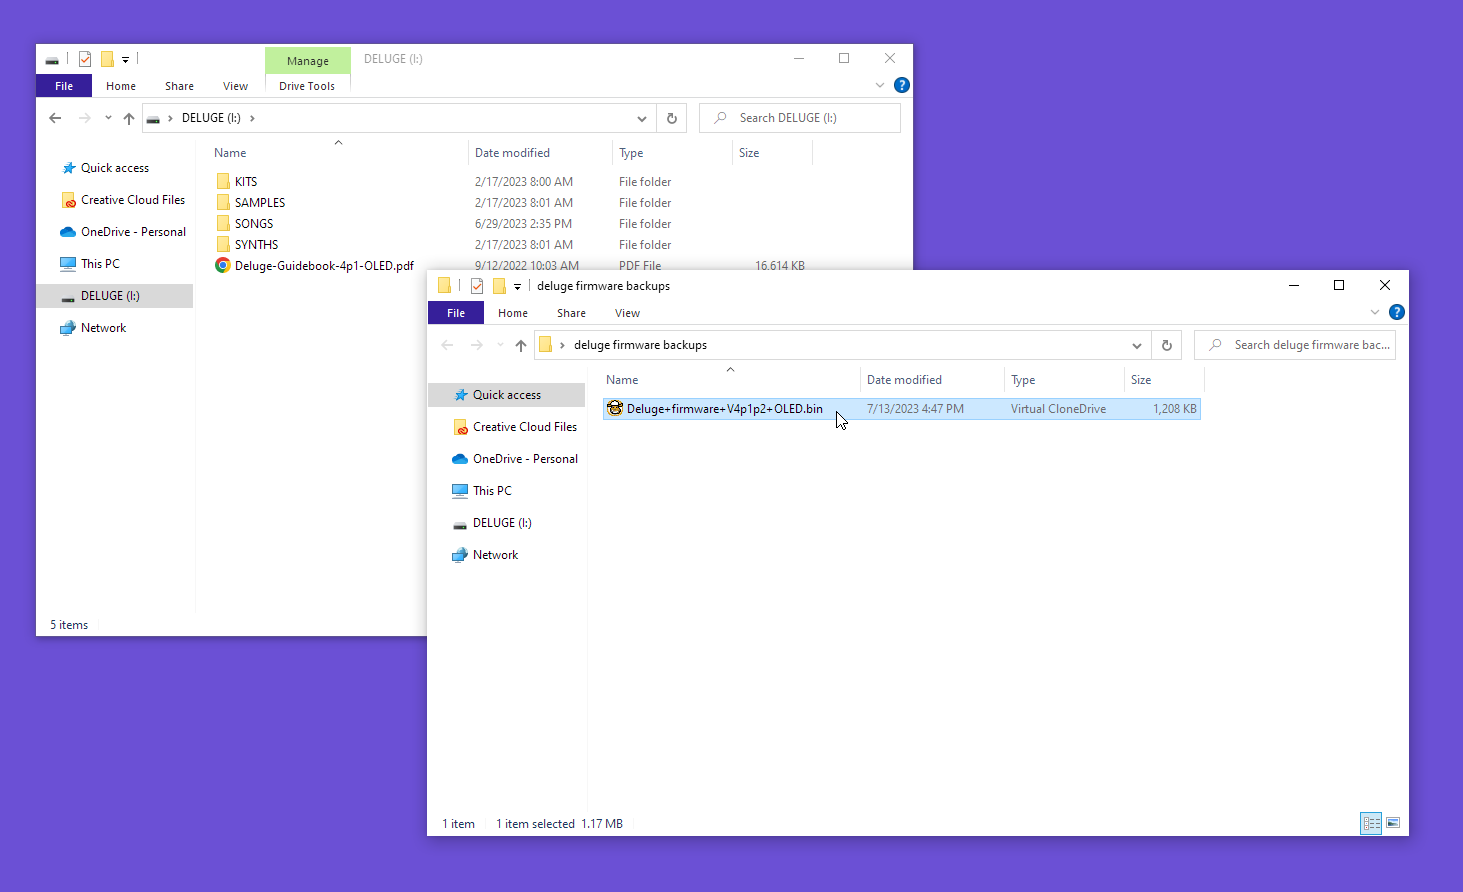 Manage
DELUGE (I:)
File
Home
Share
View
Drive Tools
?
DELUGE (I:)
Search DELUGE (I:)
Name
Date modified
Type
Size
Quick access
Creative Cloud Files
OneDrive - Personal
This PC
DELUGE (I:)
Network
KITS 2/17/2023 8:00 AM File folder
SAMPLES 2/17/2023 8:01 AM File folder
SONGS 6/29/2023 2:35 PM File folder
SYNTHS 2/17/2023 8:01 AM File folder
Deluge-Guidebook-4p1-OLED.pdf 9/12/2022 10:03 AM PDF File 16,614 KB
5 items
deluge firmware backups
File
Home
Share
View
?
deluge firmware backups
Search deluge firmware bac...
Name
Date modified
Type
Size
Quick access
Creative Cloud Files
OneDrive - Personal
This PC
DELUGE (I:)
Network
Deluge+firmware+V4p1p2+OLED.bin 7/13/2023 4:47 PM Virtual CloneDrive 1,208 KB
1 item
1 item selected 1.17 MB